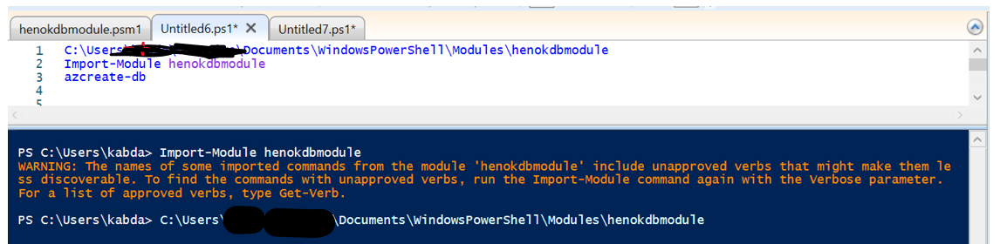 henokdbmodule.psm1 Untitled6.ps1* X Untitled7.ps1*
1 C:\Users \Documents\WindowsPowerShell\Modules\henokdbmodule
2 Import-Module henokdbmodule
3 azcreate-db
4
5
PS C:\Users\kabda> Import-Module henokdbmodule
WARNING: The names of some imported commands from the module 'henokdbmodule' include unapproved verbs that might make them le
ss discoverable. To find the commands with unapproved verbs, run the Import-Module command again with the Verbose parameter.
For a list of approved verbs, type Get-Verb.
PS C:\Users\kabda> C:\Users\ \Documents\WindowsPowerShell\Modules\henokdbmodule